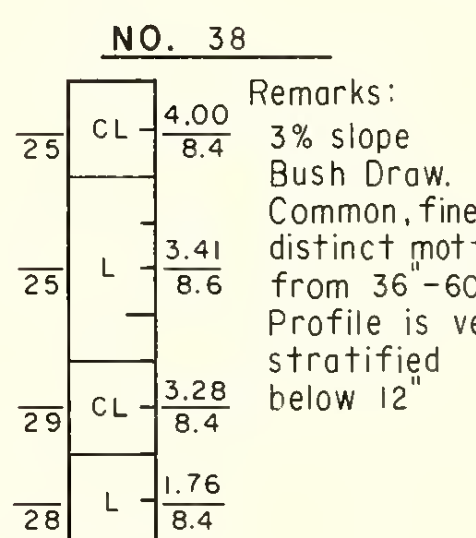 NO. 38
25 CL 4.00
8.4
25 L 3.41
8.6
29 CL 3.28
8.4
28 L 1.76
8.4
Remarks:
3% slope
Bush Draw.
Common, fine
distinct mott
from 36"-60
Profile is ve
stratified
below 12"